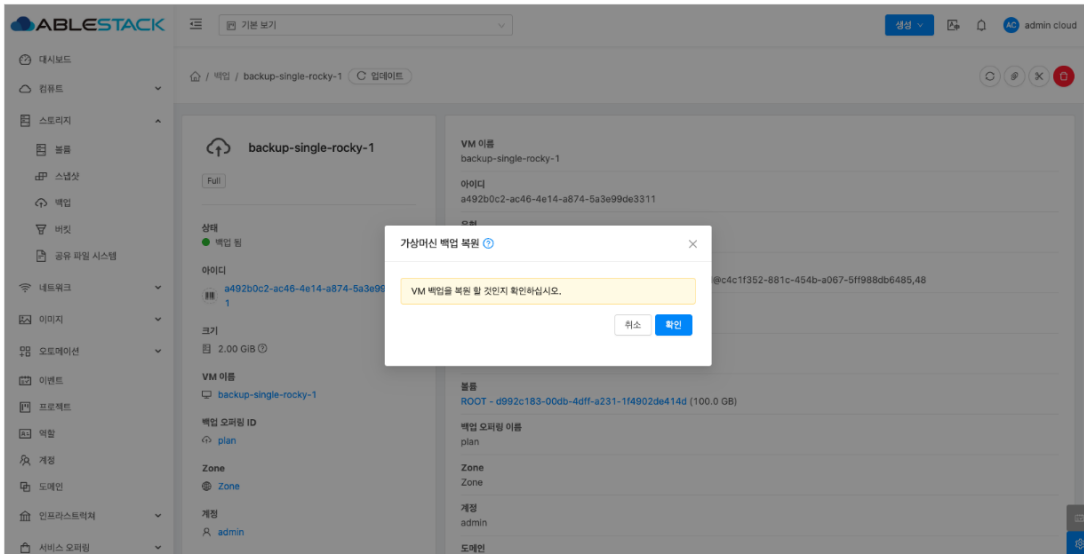 ABLESTACK
기본 보기
생성
AC
admin cloud
대시보드
컴퓨트
스토리지
볼륨
스냅샷
백업
버킷
공유 파일 시스템
네트워크
이미지
오토메이션
이벤트
프로젝트
역할
계정
도메인
인프라스트럭쳐
서비스 오퍼링
/ 백업 / backup-single-rocky-1
업데이트
backup-single-rocky-1
Full
상태
백업 됨
아이디
a492b0c2-ac46-4e14-a874-5a3e99
1
크기
2.00 GiB
VM 이름
backup-single-rocky-1
백업 오퍼링 ID
plan
Zone
Zone
계정
admin
VM 이름
backup-single-rocky-1
아이디
a492b0c2-ac46-4e14-a874-5a3e99de3311
@c4c1f352-881c-454b-a067-5ff988db6485,48
볼륨
ROOT - d992c183-00db-4dff-a231-1f4902de414d (100.0 GB)
백업 오퍼링 이름
plan
Zone
Zone
계정
admin
도메인
가상머신 백업 복원
VM 백업을 복원 할 것인지 확인하십시오.
취소
확인